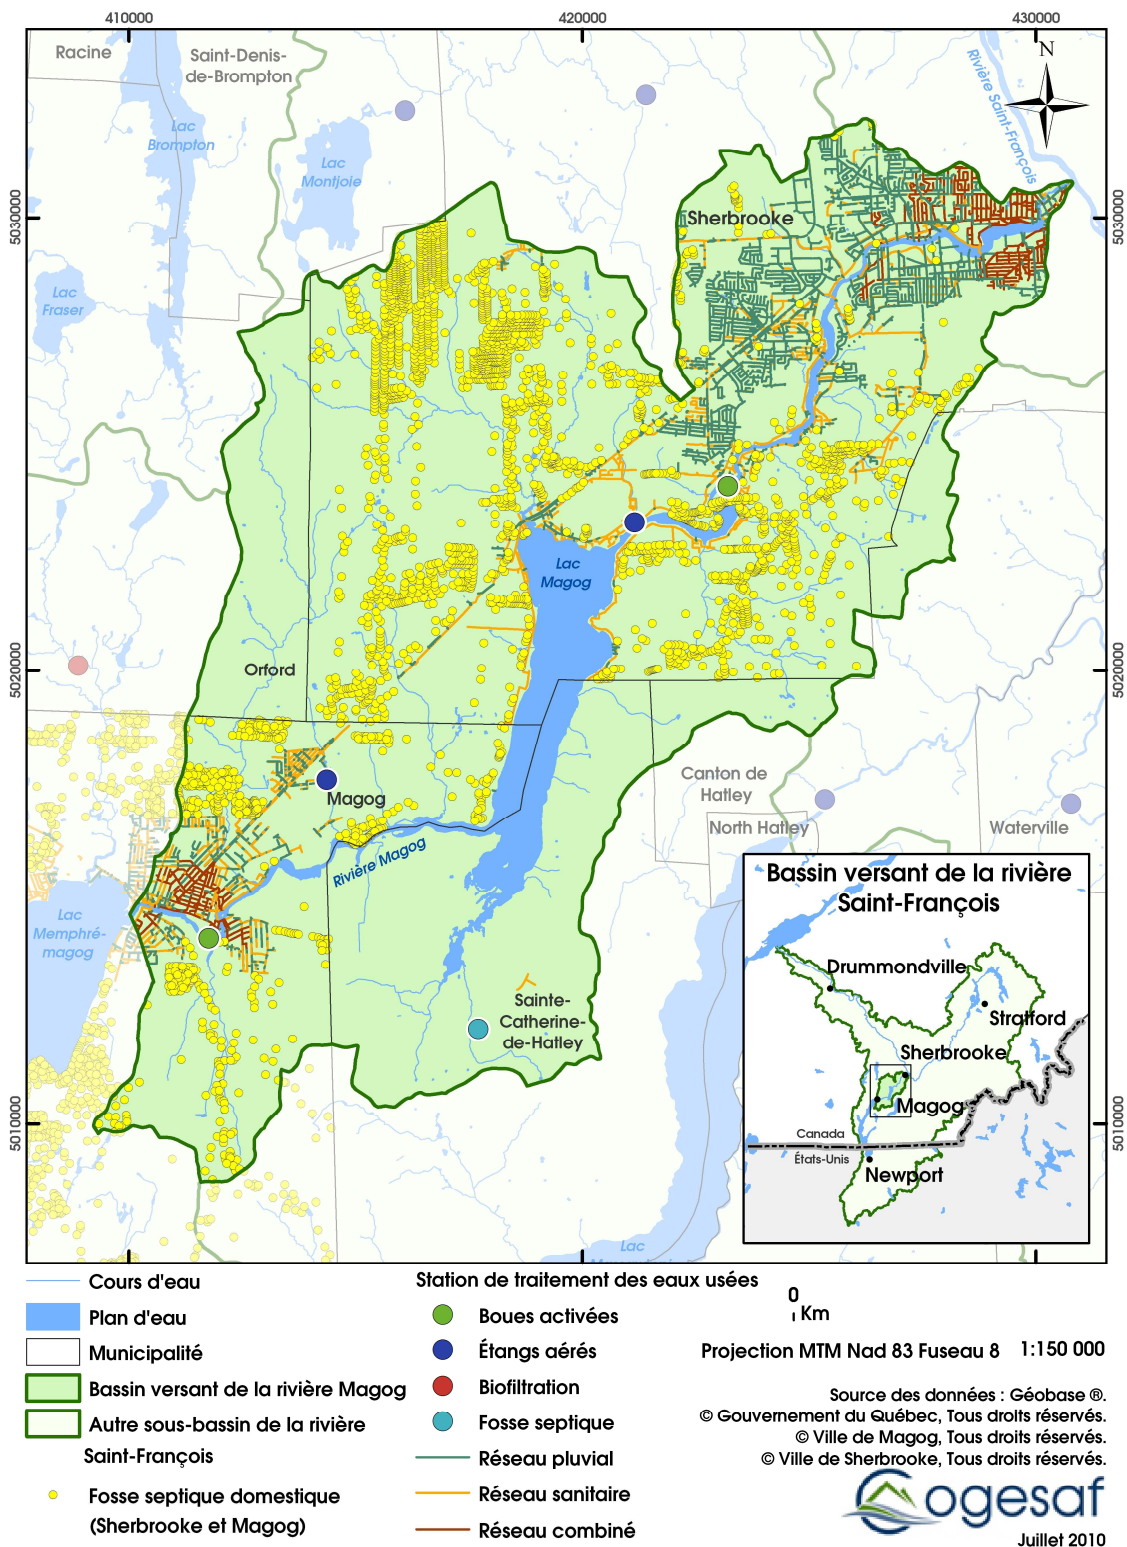 410000
420000
430000
5030000
5020000
5010000
5030000
5020000
5010000
N
Racine
Saint-Denis-
de-Brompton
Lac
Brompton
Lac
Montjoie
Lac
Fraser
Rivière Saint-François
Sherbrooke
Lac
Magog
Orford
Magog
Rivière Magog
Lac
Memphré-
magog
Canton de
Hatley
North Hatley
Waterville
Sainte-
Catherine-
de-Hatley
Lac
Bassin versant de la rivière
Saint-François
Drummondville
Stratford
Sherbrooke
Magog
Canada
États-Unis
Newport
Cours d'eau
Plan d'eau
Municipalité
Bassin versant de la rivière Magog
Autre sous-bassin de la rivière
Saint-François
Fosse septique domestique
(Sherbrooke et Magog)
Station de traitement des eaux usées
Boues activées
Étangs aérés
Biofiltration
Fosse septique
Réseau pluvial
Réseau sanitaire
Réseau combiné
0
Km
Projection MTM Nad 83 Fuseau 8 1:150 000
Source des données : Géobase ®.
© Gouvernement du Québec, Tous droits réservés.
© Ville de Magog, Tous droits réservés.
© Ville de Sherbrooke, Tous droits réservés.
Cogesaf
Juillet 2010